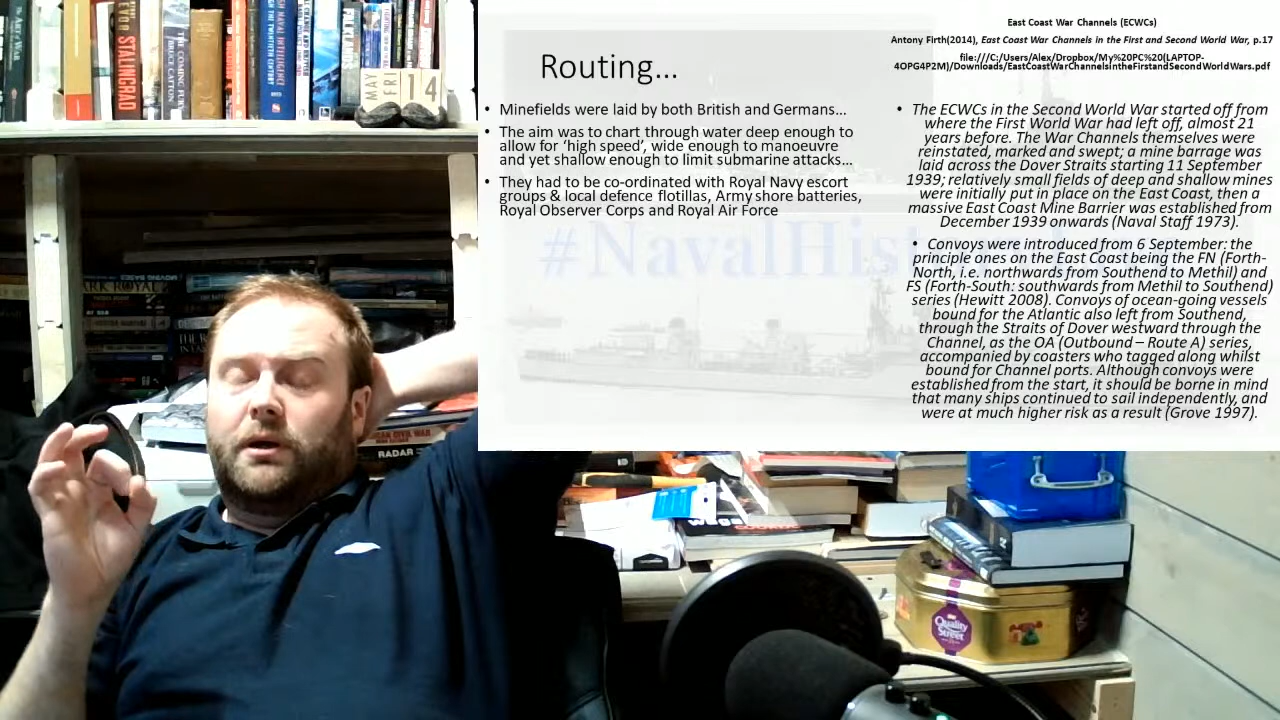 The Art of War
STALINGRAD
THE COMING FURY
BRUCE CATTON
MAY
FRI
14
Routing…
East Coast War Channels (ECWCs)
Antony Firth(2014), East Coast War Channels in the First and Second World War, p.17
file:///C:/Users/Alex/Dropbox/My%20PC%20(LAPTOP-
4OPG4P2M)/Downloads/EastCoastWarChannelsintheFirstandSecondWorldWars.pdf
• Minefields were laid by both British and Germans…
• The aim was to chart through water deep enough to
allow for ‘high speed’, wide enough to manoeuvre
and yet shallow enough to limit submarine attacks…
• They had to be co-ordinated with Royal Navy escort
groups & local defence flotillas, Army shore batteries,
Royal Observer Corps and Royal Air Force
• The ECWCs in the Second World War started off from
where the First World War had left off, almost 21
years before. The War Channels themselves were
reinstated, marked and swept; a mine barrage was
laid across the Dover Straits starting 11 September
1939; relatively small fields of deep and shallow mines
were initially put in place on the East Coast, then a
massive East Coast Mine Barrier was established from
December 1939 onwards (Naval Staff 1973).
• Convoys were introduced from 6 September: the
principle ones on the East Coast being the FN (Forth-
North, i.e. northwards from Southend to Methil) and
FS (Forth-South: southwards from Methil to Southend)
series (Hewitt 2008). Convoys of ocean-going vessels
bound for the Atlantic also left from Southend,
through the Straits of Dover westward through the
Channel, as the OA (Outbound – Route A) series,
accompanied by coasters who tagged along whilst
bound for Channel ports. Although convoys were
established from the start, it should be borne in mind
that many ships continued to sail independently, and
were at much higher risk as a result (Grove 1997).
#NavalHist
RADAR
Quality
Street